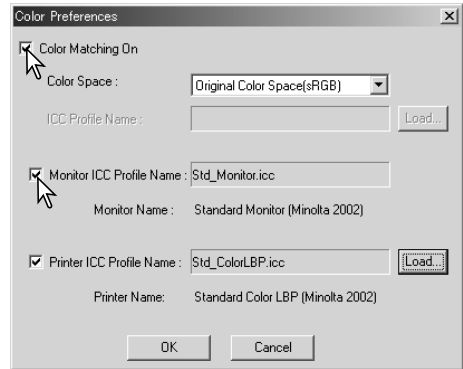 Color Preferences
Color Matching On
Color Space :
Original Color Space(sRGB)
ICC Profile Name :
Load...
Monitor ICC Profile Name :
Std_Monitor.icc
Monitor Name :
Standard Monitor (Minolta 2002)
Printer ICC Profile Name :
Std_ColorLBP.icc
Load...
Printer Name:
Standard Color LBP (Minolta 2002)
OK
Cancel